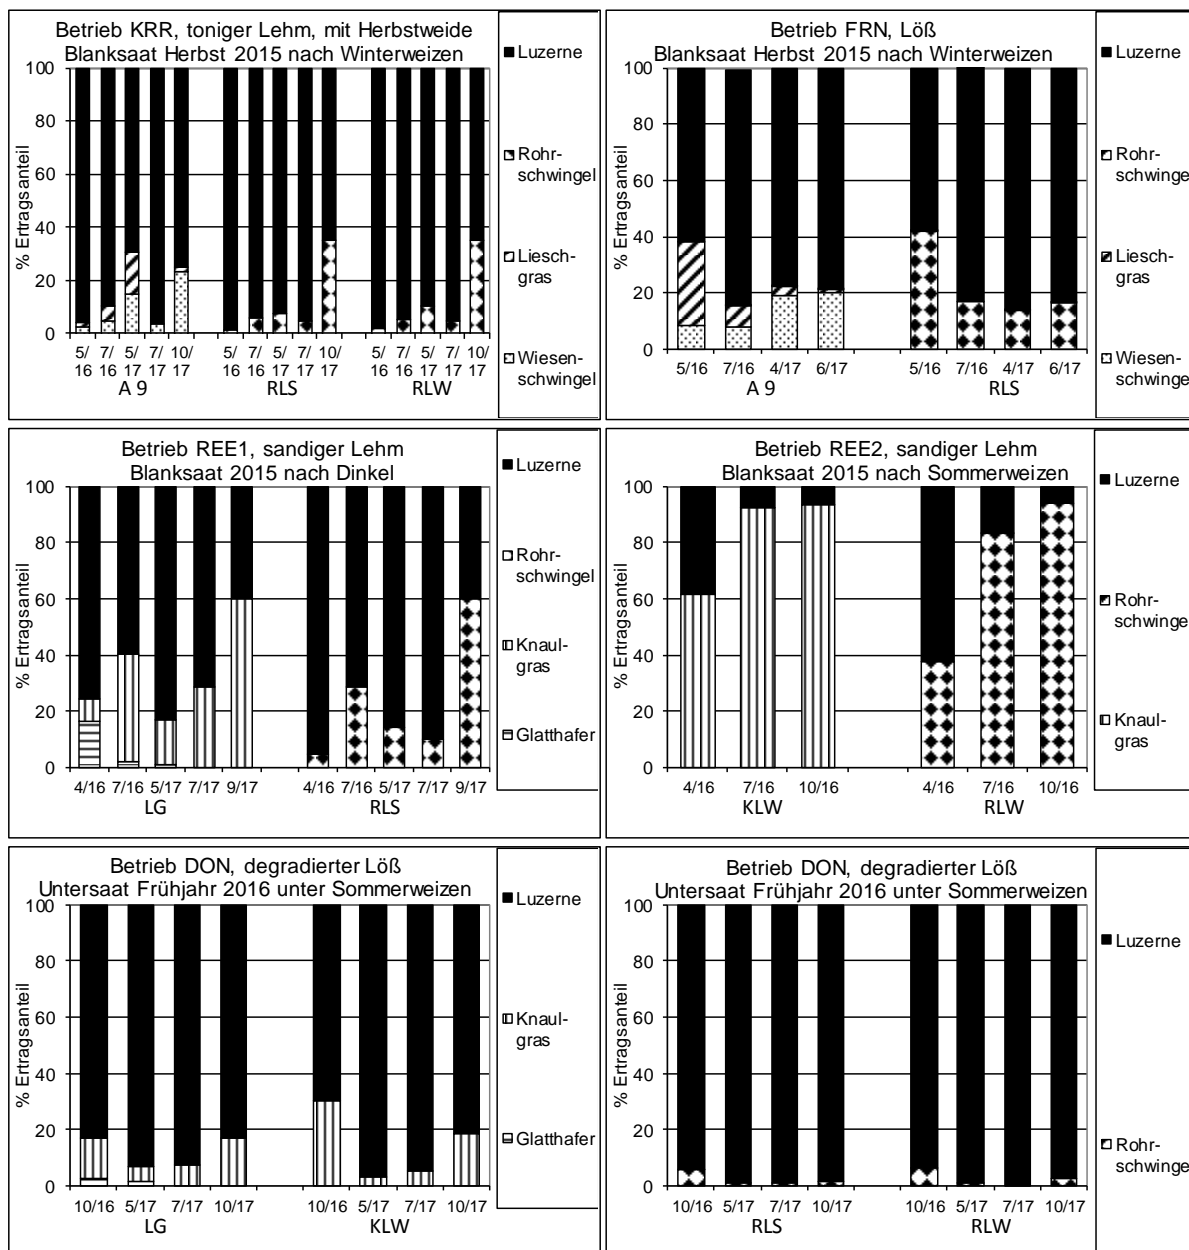 Betrieb KRR, toniger Lehm, mit Herbstweide
Blanksaat Herbst 2015 nach Winterweizen
% Ertragsanteil
100
80
60
40
20
0
5/16 7/16 5/17 7/17 10/17 5/16 7/16 5/17 7/17 10/17 5/16 7/16 5/17 7/17 10/17
A 9 RLS RLW
Luzerne
Rohr-
schwingel
Liesch-
gras
Wiesen-
schwingel
Betrieb FRN, Löß
Blanksaat Herbst 2015 nach Winterweizen
% Ertragsanteil
100
80
60
40
20
0
5/16 7/16 4/17 6/17 5/16 7/16 4/17 6/17
A 9 RLS
Luzerne
Rohr-
schwingel
Liesch-
gras
Wiesen-
schwingel
Betrieb REE1, sandiger Lehm
Blanksaat 2015 nach Dinkel
% Ertragsanteil
100
80
60
40
20
0
4/16 7/16 5/17 7/17 9/17 4/16 7/16 5/17 7/17 9/17
LG RLS
Luzerne
Rohr-
schwingel
Knaul-
gras
Glatthafer
Betrieb REE2, sandiger Lehm
Blanksaat 2015 nach Sommerweizen
% Ertragsanteil
100
80
60
40
20
0
4/16 7/16 10/16 4/16 7/16 10/16
KLW RLW
Luzerne
Rohr-
schwingel
Knaul-
gras
Betrieb DON, degradierter Löß
Untersaat Frühjahr 2016 unter Sommerweizen
% Ertragsanteil
100
80
60
40
20
0
10/16 5/17 7/17 10/17 10/16 5/17 7/17 10/17
LG KLW
Luzerne
Knaul-
gras
Glatthafer
Betrieb DON, degradierter Löß
Untersaat Frühjahr 2016 unter Sommerweizen
% Ertragsanteil
100
80
60
40
20
0
10/16 5/17 7/17 10/17 10/16 5/17 7/17 10/17
RLS RLW
Luzerne
Rohr-
schwingel